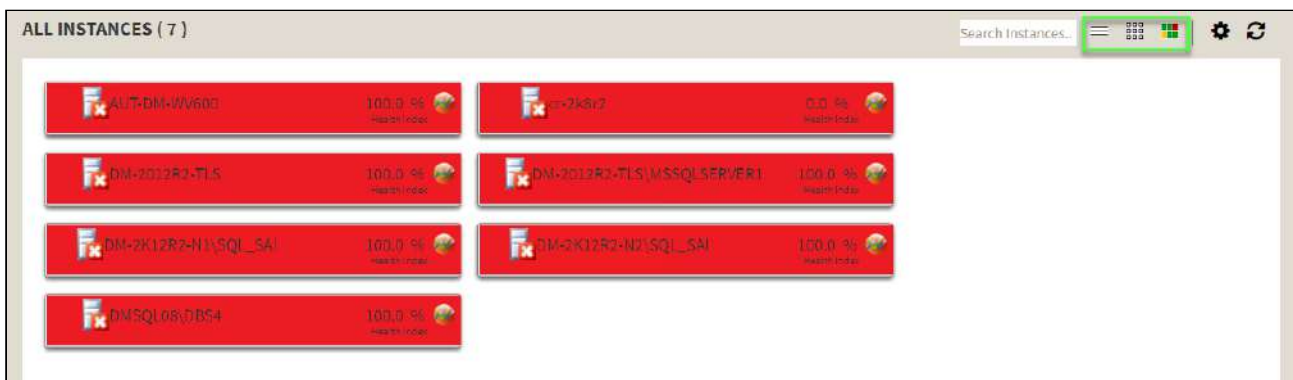 ALL INSTANCES ( 7 )
Search Instances..
AUT-DM-WV600 100.0 %
Health Index
cr-2k8r2 0.0 %
Health Index
DM-2012R2-TLS 100.0 %
Health Index
DM-2012R2-TLS\MSSQLSERVER1 100.0 %
Health Index
DM-2K12R2-N1\SQL_SAI 100.0 %
Health Index
DM-2K12R2-N2\SQL_SAI 100.0 %
Health Index
DMSQL08\DBS4 100.0 %
Health Index